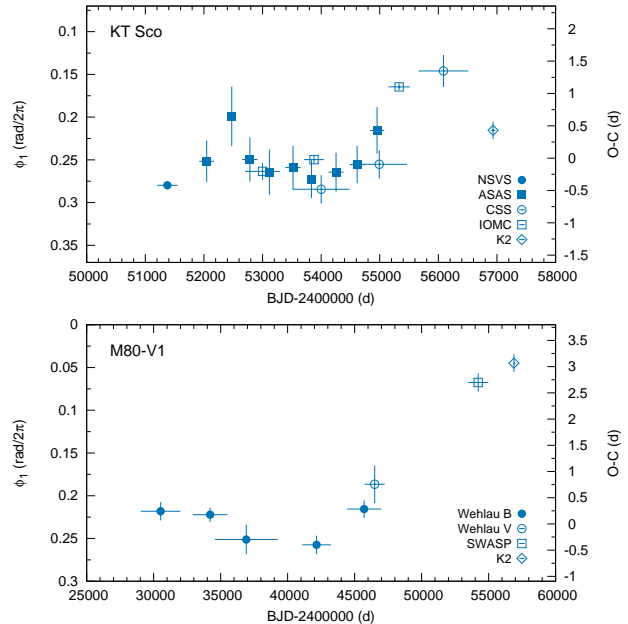 KT Sco
0.1
0.15
0.2
0.25
0.3
0.35
ϕ1 (rad/2π)
2
1.5
1
0.5
0
-0.5
-1
-1.5
O-C (d)
NSVS
ASAS
CSS
IOMC
K2
50000 51000 52000 53000 54000 55000 56000 57000 58000
BJD-2400000 (d)
M80-V1
0
0.05
0.1
0.15
0.2
0.25
0.3
ϕ1 (rad/2π)
3.5
3
2.5
2
1.5
1
0.5
0
-0.5
-1
O-C (d)
Wehlau B
Wehlau V
SWASP
K2
25000 30000 35000 40000 45000 50000 55000 60000
BJD-2400000 (d)